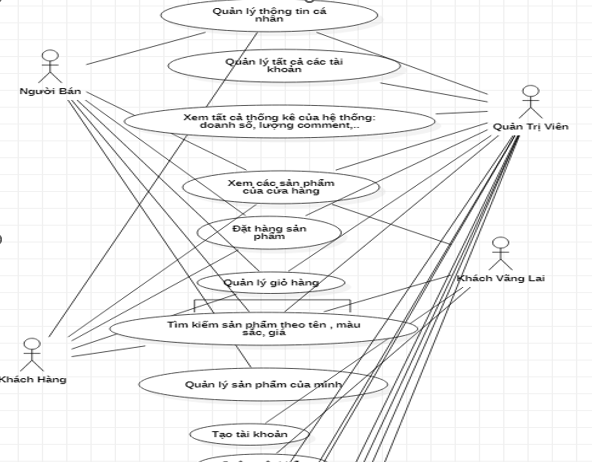 Quản lý thông tin cá
nhân
Quản lý tất cả các tài
khoản
Người Bán
Xem tất cả thống kê của hệ thống:
doanh số, lượng comment,..
Quản Trị Viên
Xem các sản phẩm
của cửa hàng
Đặt hàng sản
phẩm
Khách Vãng Lai
Quản lý giỏ hàng
Tìm kiếm sản phẩm theo tên , màu
sắc, giá
Khách Hàng
Quản lý sản phẩm của mình
Tạo tài khoản